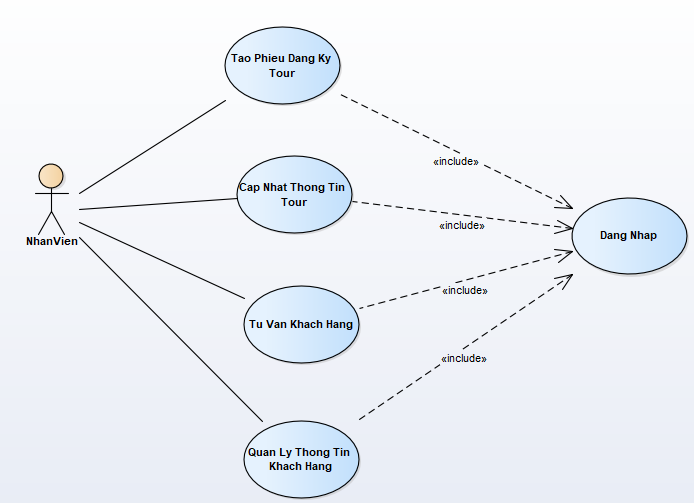 Tao Phieu Dang Ky
Tour
«include»
Cap Nhat Thong Tin
Tour
«include»
NhanVien
Dang Nhap
«include»
Tu Van Khach Hang
«include»
Quan Ly Thong Tin
Khach Hang